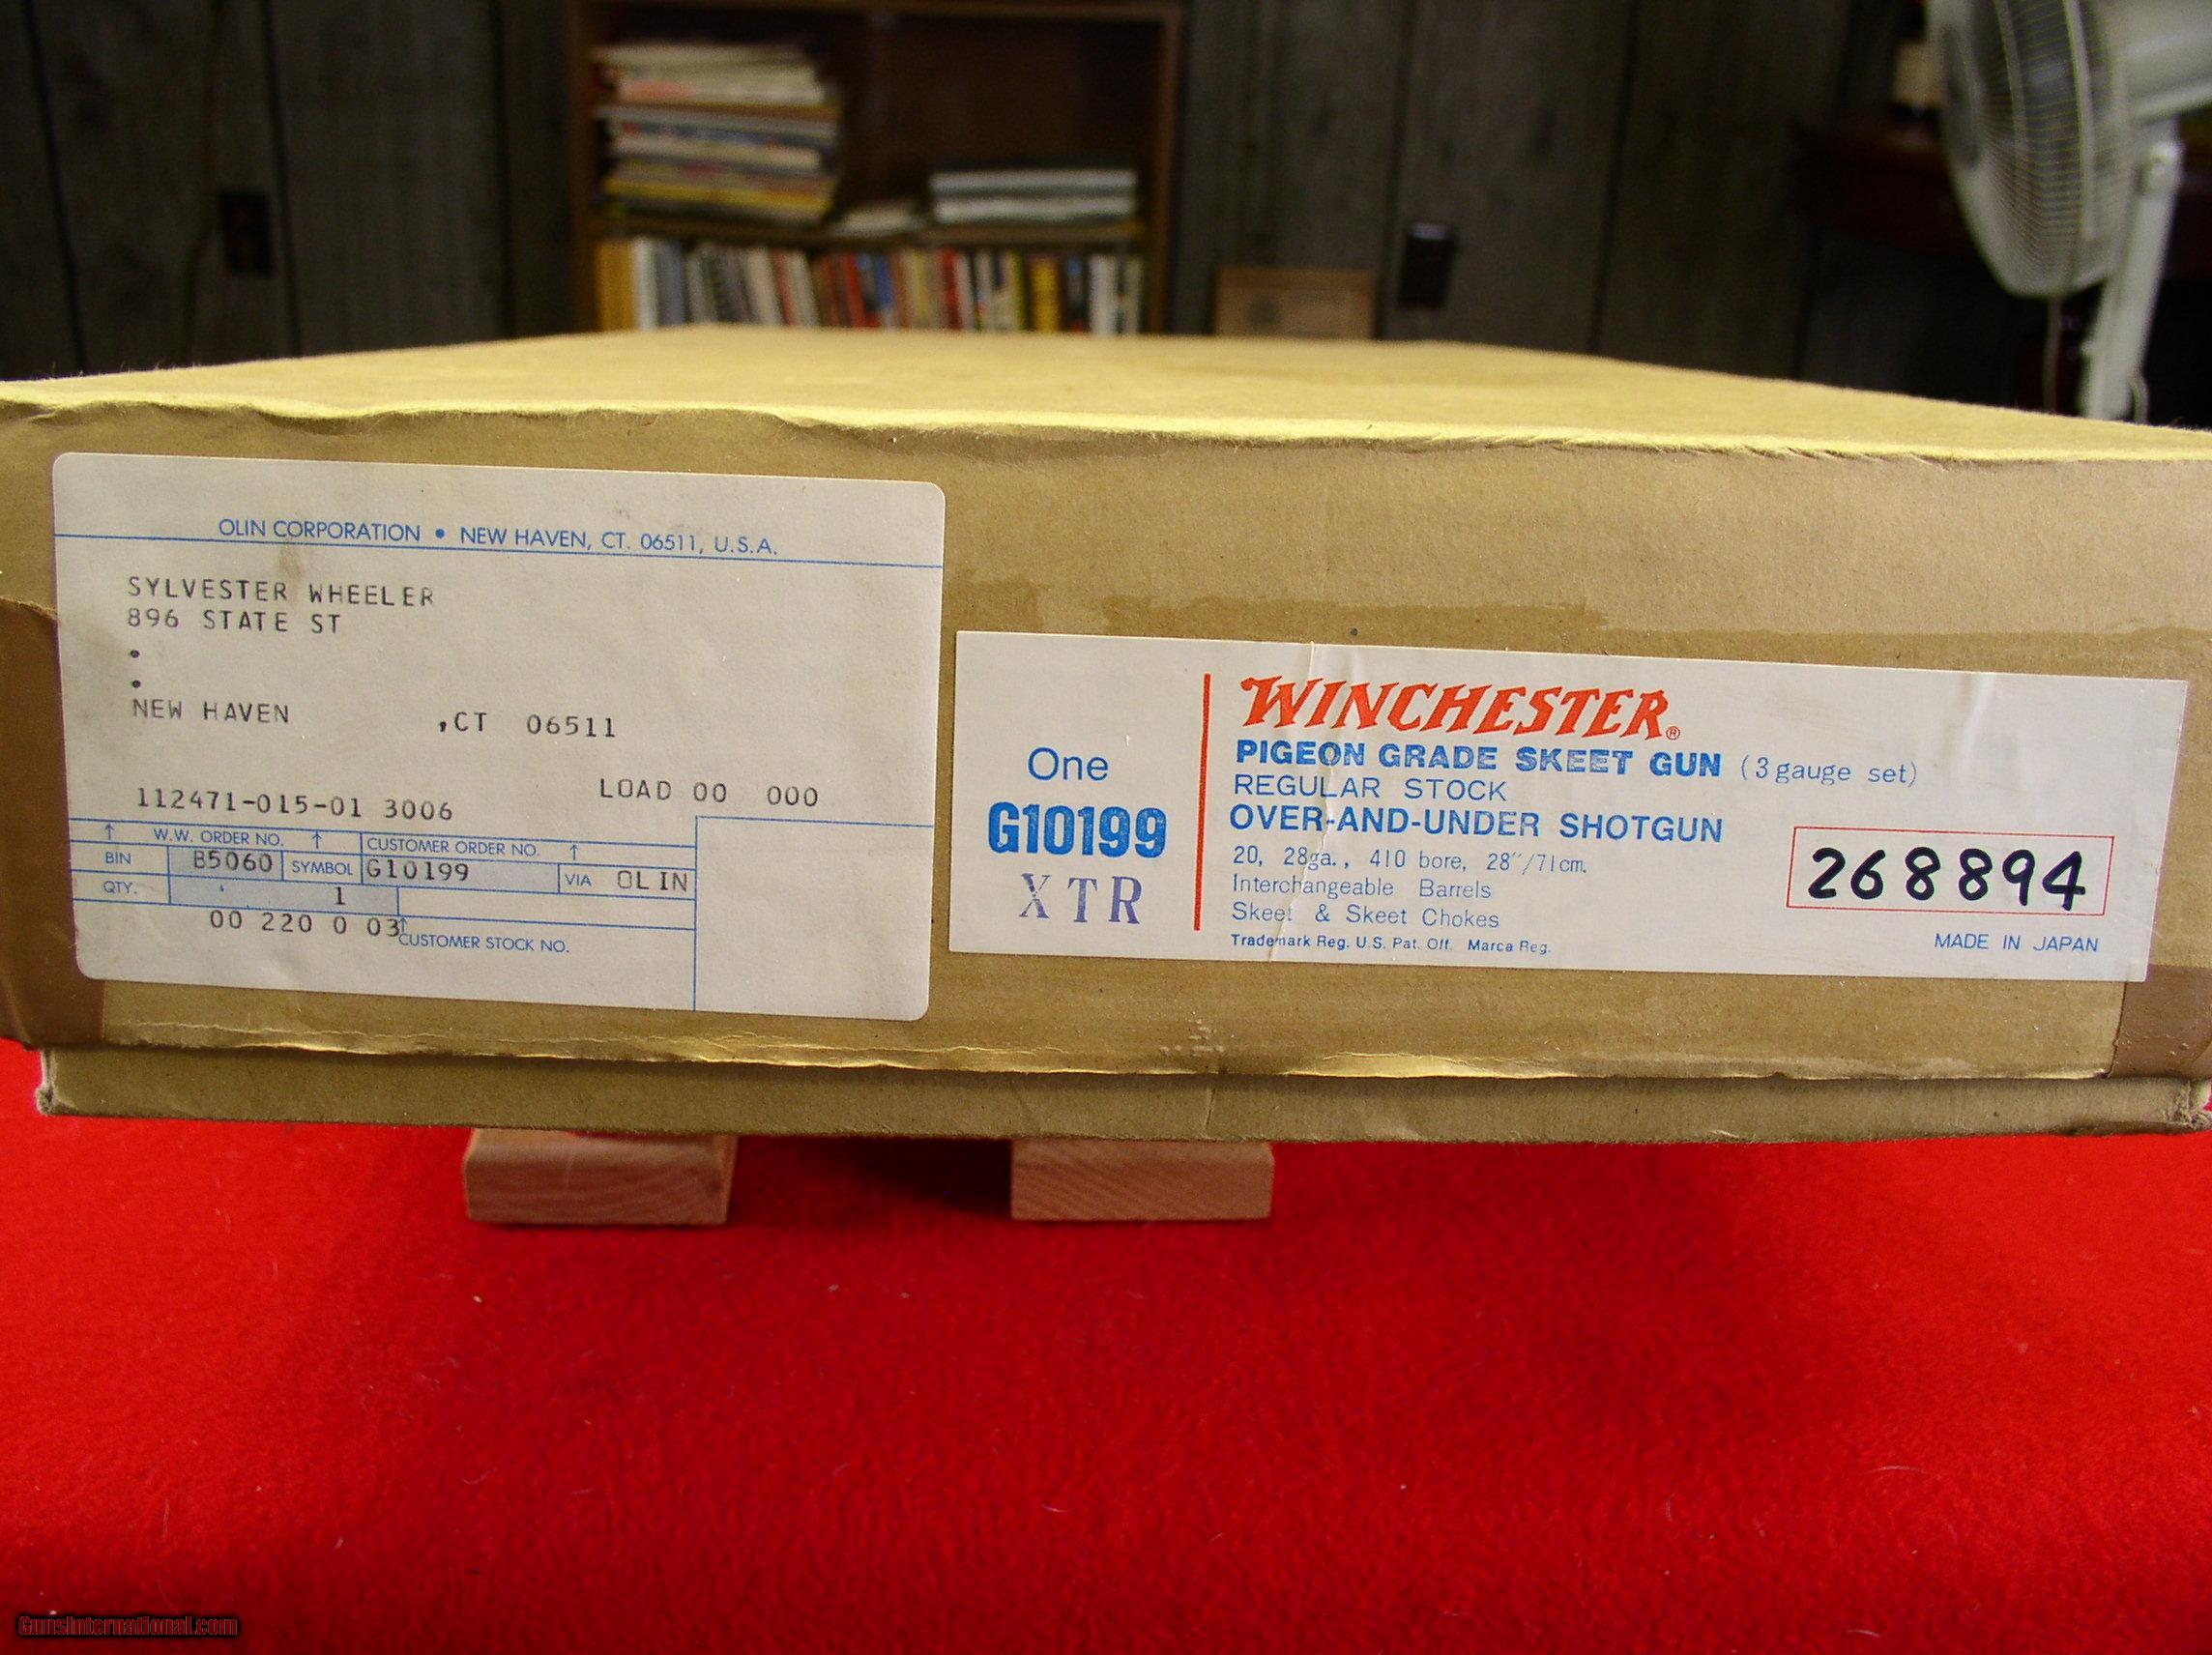 OLIN CORPORATION • NEW HAVEN, CT. 06511, U.S.A.
SYLVESTER WHEELER
896 STATE ST
.
.
NEW HAVEN ,CT 06511
LOAD 00 000
112471-015-01 3006
W.W. ORDER NO. CUSTOMER ORDER NO.
BIN B5060 SYMBOL G10199 VIA OLIN
QTY. 1
00 220 0 03
CUSTOMER STOCK NO.
One
G10199
XTR
WINCHESTER®
PIGEON GRADE SKEET GUN (3 gauge set)
REGULAR STOCK
OVER-AND-UNDER SHOTGUN
20, 28ga., 410 bore, 28″/71cm.
Interchangeable Barrels
Skeet & Skeet Chokes
Trademark Reg. U.S. Pat. Off. Marca Reg.
268894
MADE IN JAPAN
GunsInternational.com